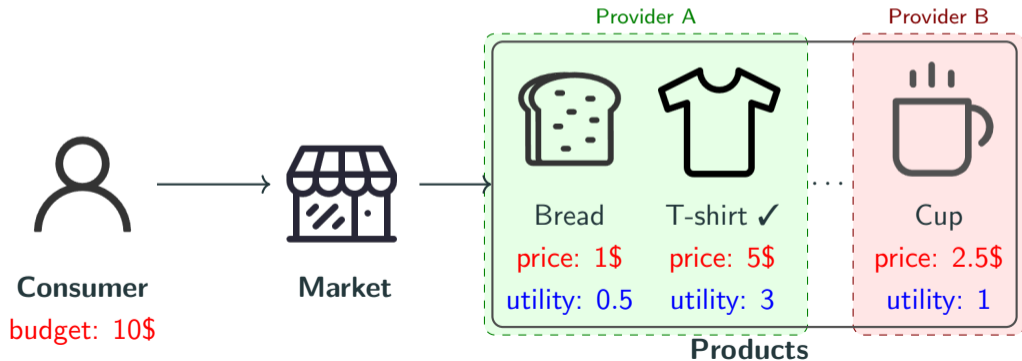 Provider A
Provider B
Bread
T-shirt ✓
...
Cup
price: 1$
price: 5$
price: 2.5$
utility: 0.5
utility: 3
utility: 1
Consumer
budget: 10$
Market
Products